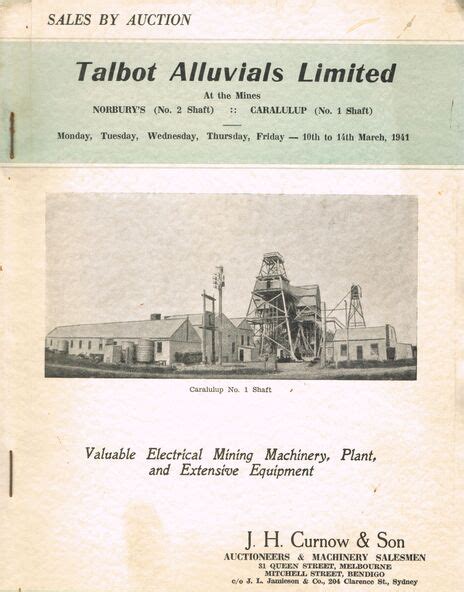 SALES BY AUCTION
Talbot Alluvials Limited
At the Mines
NORBURY'S (No. 2 Shaft) :: CARALULUP (No. 1 Shaft)
Monday, Tuesday, Wednesday, Thursday, Friday — 10th to 14th March, 1941
Caralulup No. 1 Shaft
Valuable Electrical Mining Machinery, Plant,
and Extensive Equipment
J. H. Curnow & Son
AUCTIONEERS & MACHINERY SALESMEN
31 QUEEN STREET, MELBOURNE
MITCHELL STREET, BENDIGO
c/o J. L. Jamieson & Co., 204 Clarence St., Sydney